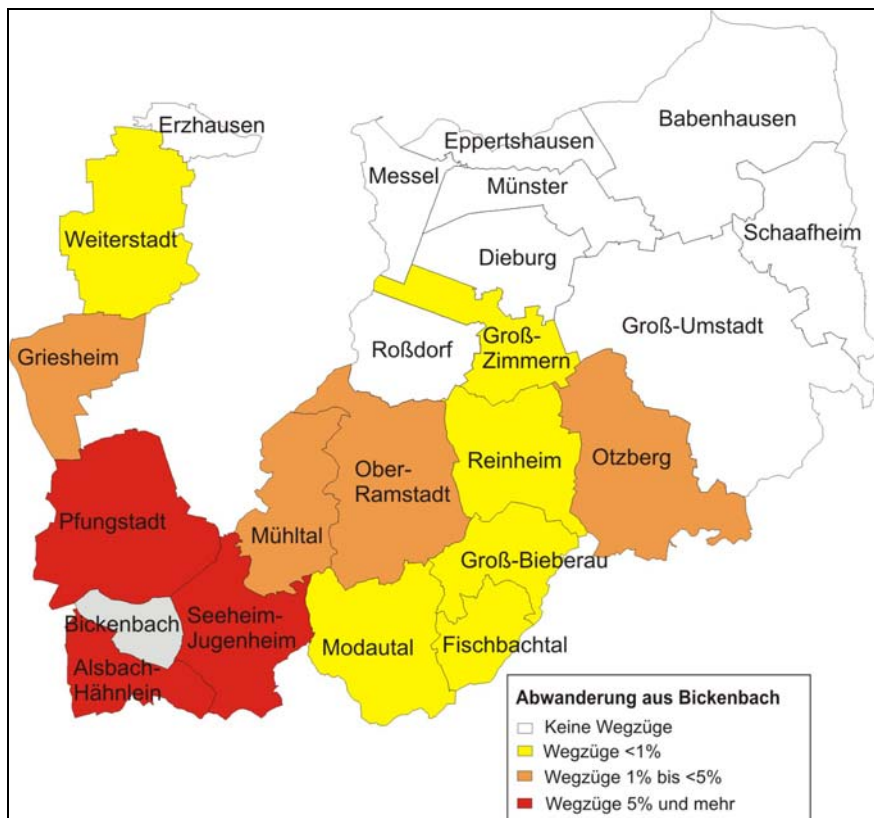 Erzhausen
Babenhausen
Eppertshausen
Messel
Münster
Schaafheim
Weiterstadt
Dieburg
Groß-Umstadt
Griesheim
Roßdorf
Groß-
Zimmern
Reinheim
Otzberg
Ober-
Ramstadt
Pfungstadt
Mühltal
Groß-Bieberau
Bickenbach
Seeheim-
Jugenheim
Modautal
Fischbachtal
Alsbach-
Hähnlein
Abwanderung aus Bickenbach
Keine Wegzüge
Wegzüge <1%
Wegzüge 1% bis <5%
Wegzüge 5% und mehr